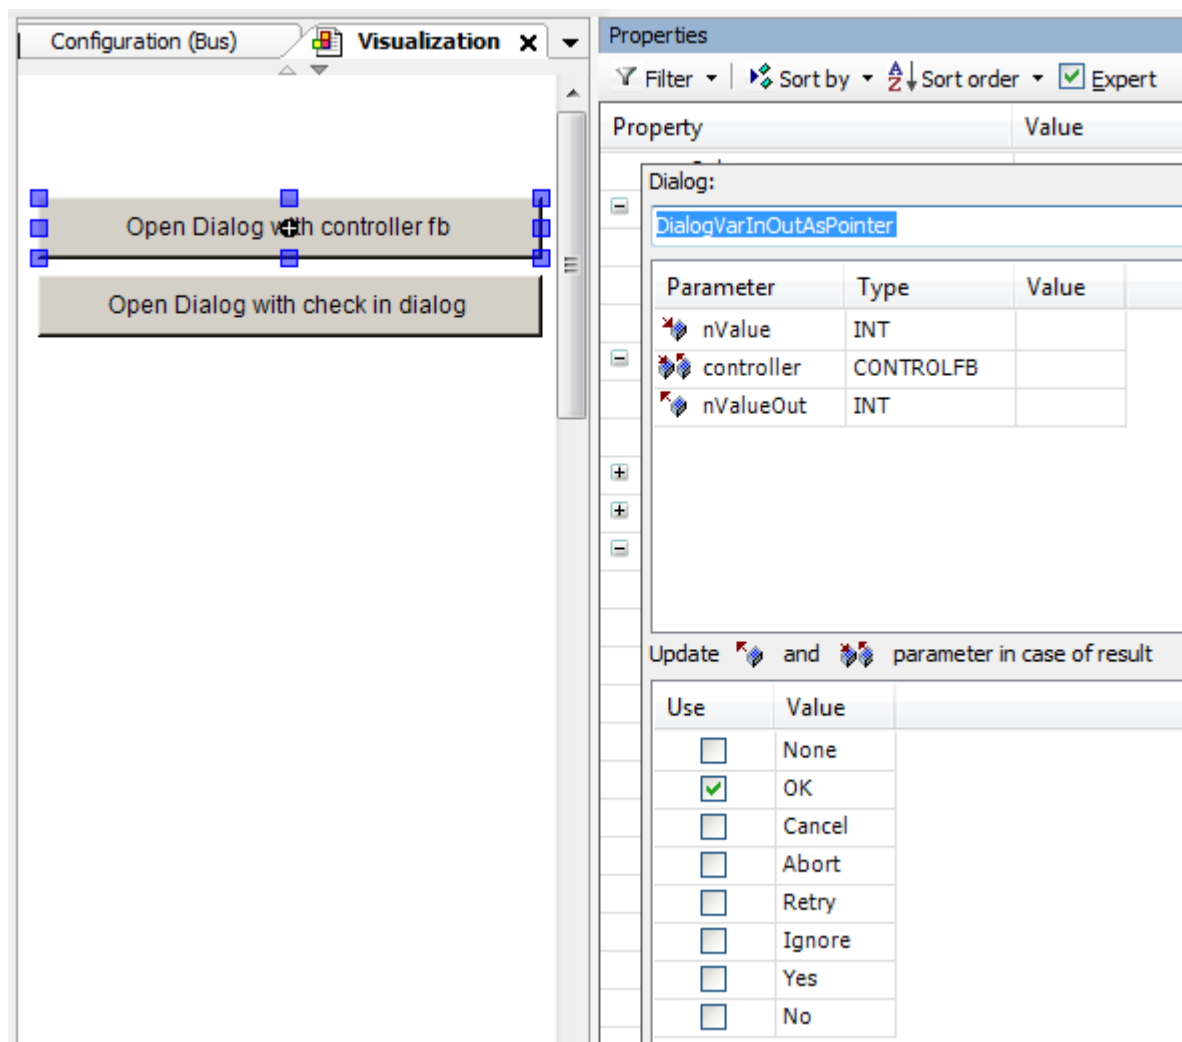 Configuration (Bus)
Visualization
Open Dialog with controller fb
Open Dialog with check in dialog
Properties
Filter
Sort by
Sort order
Expert
Property Value
Dialog:
DialogVarInOutAsPointer
Parameter Type Value
nValue INT
controller CONTROLFB
nValueOut INT
Update and parameter in case of result
Use Value
None
OK
Cancel
Abort
Retry
Ignore
Yes
No